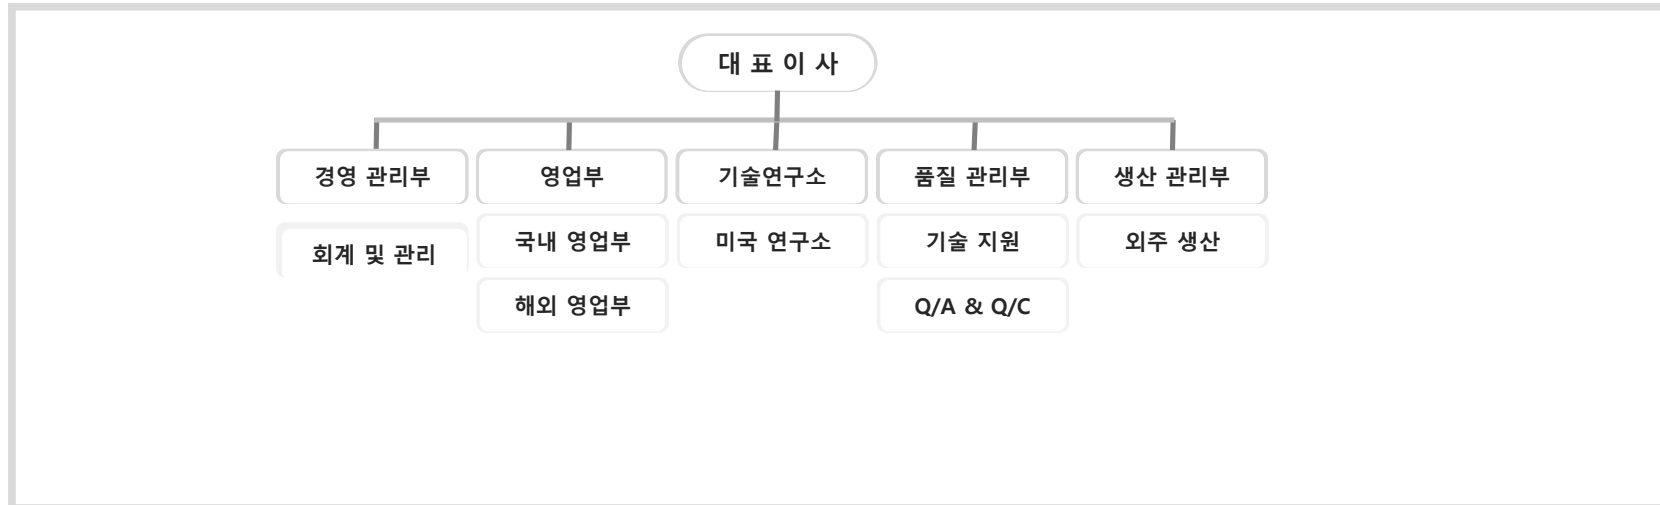 대 표 이 사
경영 관리부
영업부
기술연구소
품질 관리부
생산 관리부
회계 및 관리
국내 영업부
미국 연구소
기술 지원
외주 생산
해외 영업부
Q/A & Q/C